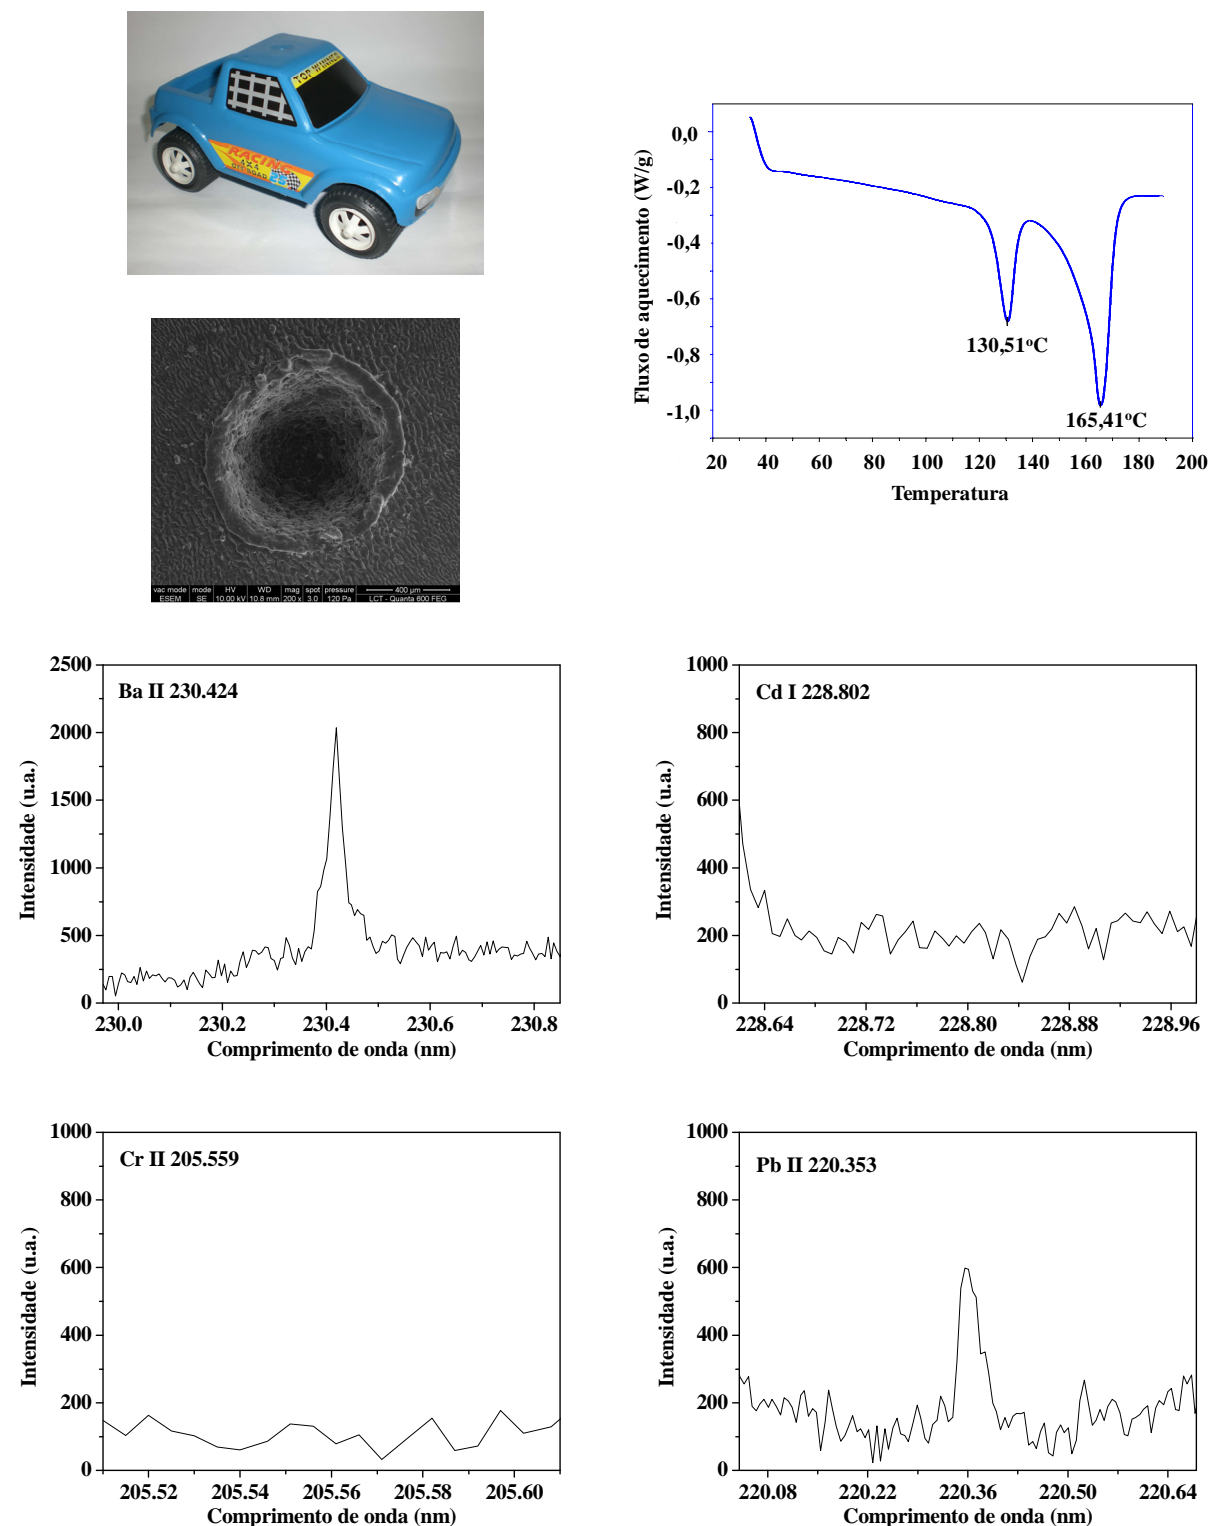 TOP WINNER
RACING
4X4
OFF-ROAD
23
0,0
-0,2
-0,4
-0,6
-0,8
-1,0
Fluxo de aquecimento (W/g)
130,51°C
165,41°C
20 40 60 80 100 120 140 160 180 200
Temperatura
vac mode mode HV WD mag spot pressure 400 µm
ESEM SE 10.00 kV 10.8 mm 200 x 3.0 120 Pa LCT - Quanta 600 FEG
Ba II 230.424
2500
2000
1500
1000
500
0
Intensidade (u.a.)
230.0 230.2 230.4 230.6 230.8
Comprimento de onda (nm)
Cd I 228.802
1000
800
600
400
200
0
Intensidade (u.a.)
228.64 228.72 228.80 228.88 228.96
Comprimento de onda (nm)
Cr II 205.559
1000
800
600
400
200
0
Intensidade (u.a.)
205.52 205.54 205.56 205.58 205.60
Comprimento de onda (nm)
Pb II 220.353
1000
800
600
400
200
0
Intensidade (u.a.)
220.08 220.22 220.36 220.50 220.64
Comprimento de onda (nm)